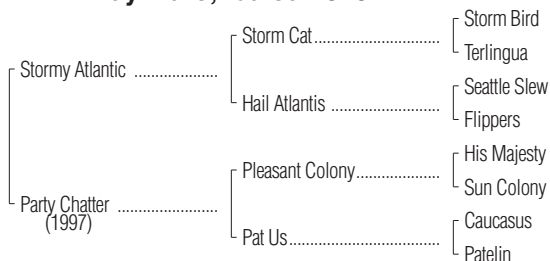 Storm Bird
Storm Cat
Terlingua
Stormy Atlantic
Seattle Slew
Hail Atlantis
Flippers
His Majesty
Pleasant Colony
Sun Colony
Party Chatter
(1997)
Caucasus
Pat Us
Patelin